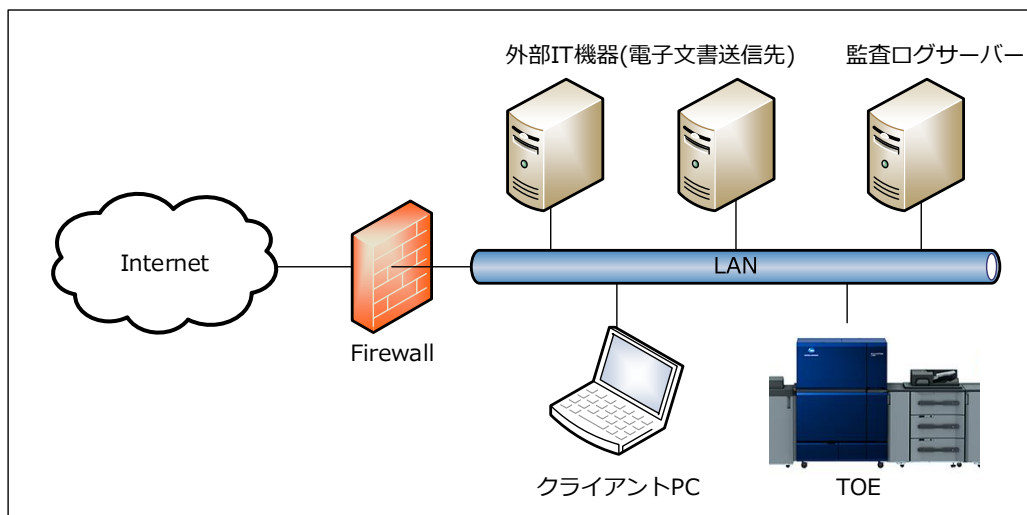 外部IT機器(電子文書送信先)
監査ログサーバー
Internet
LAN
Firewall
クライアントPC
TOE